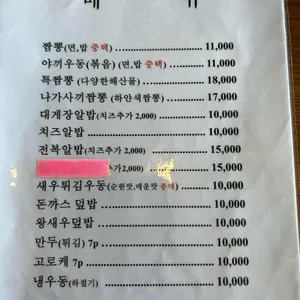 짬뽕(면,밥 중택) 11,000
야끼우동(볶음) (면,밥 중택) 11,000
특짬뽕 (다양한해산물) 18,000
나가사끼짬뽕 (하얀색짬뽕) 17,000
대게장알밥(치즈추가 2,000) 10,000
치즈알밥 10,000
전복알밥(치즈추가 2,000) 15,000
가2,000) 15,000
새우튀김우동(순한맛,매운맛 중택) 10,000
돈까스 덮밥 10,000
왕새우덮밥 10,000
만두(튀김) 7p 10,000
고로케 7p 10,000
냉우동(하절기) 10,000